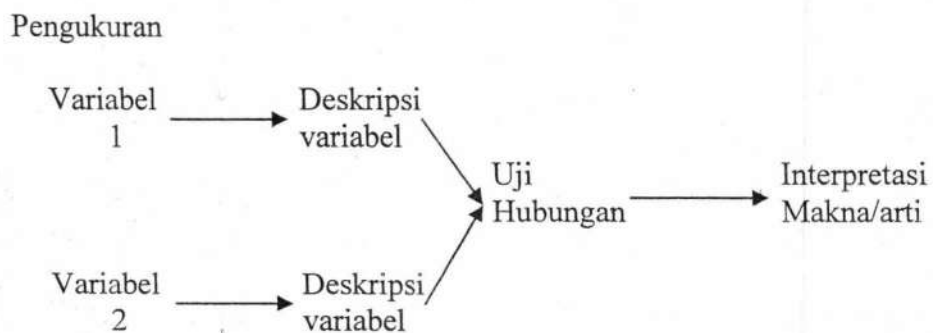 Pengukuran
Variabel
1
Deskripsi
variabel
Uji
Hubungan
Interpretasi
Makna/arti
Variabel
2
Deskripsi
variabel